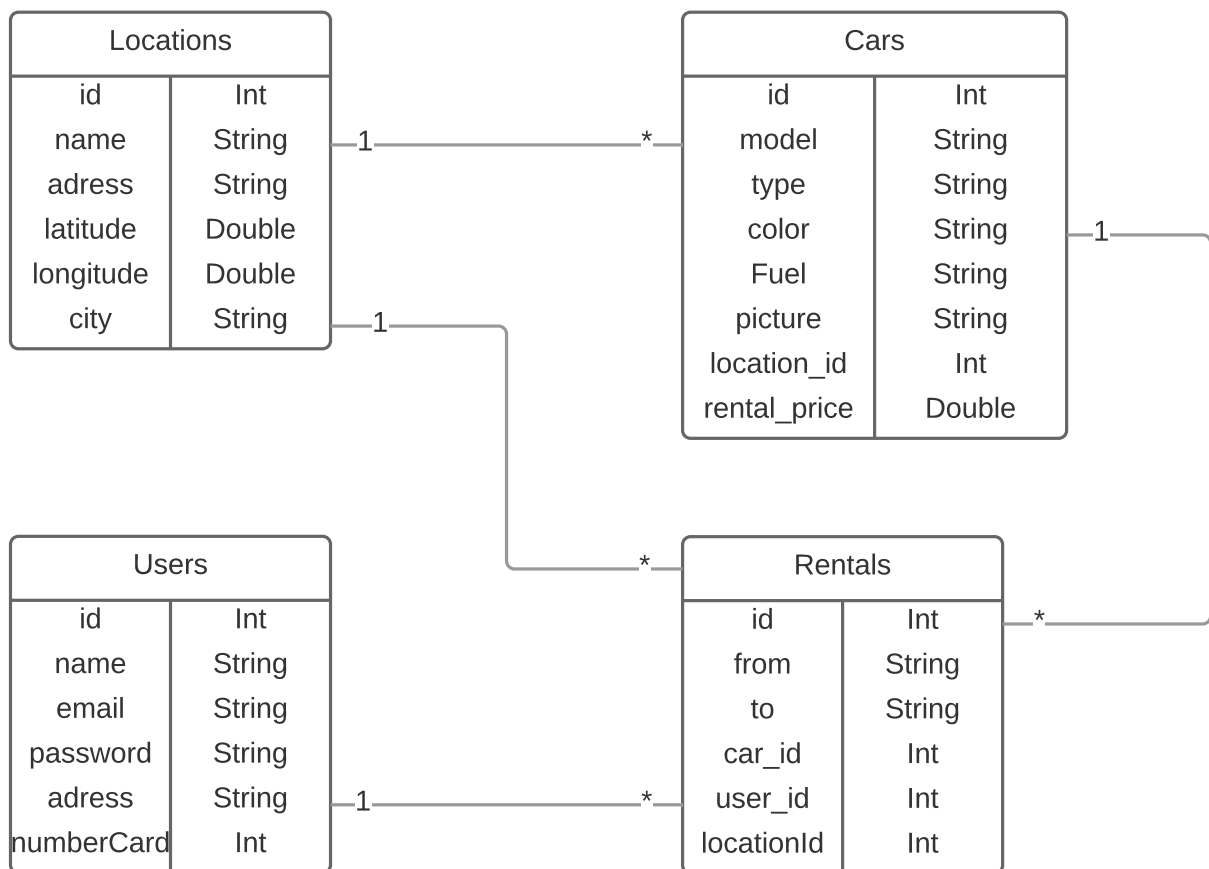 Locations
id Int
name String
adress String
latitude Double
longitude Double
city String
1 *
1 *
Cars
id Int
model String
type String
color String
Fuel String
picture String
location_id Int
rental_price Double
1 *
Users
id Int
name String
email String
password String
adress String
numberCard Int
1 *
Rentals
id Int
from String
to String
car_id Int
user_id Int
locationId Int